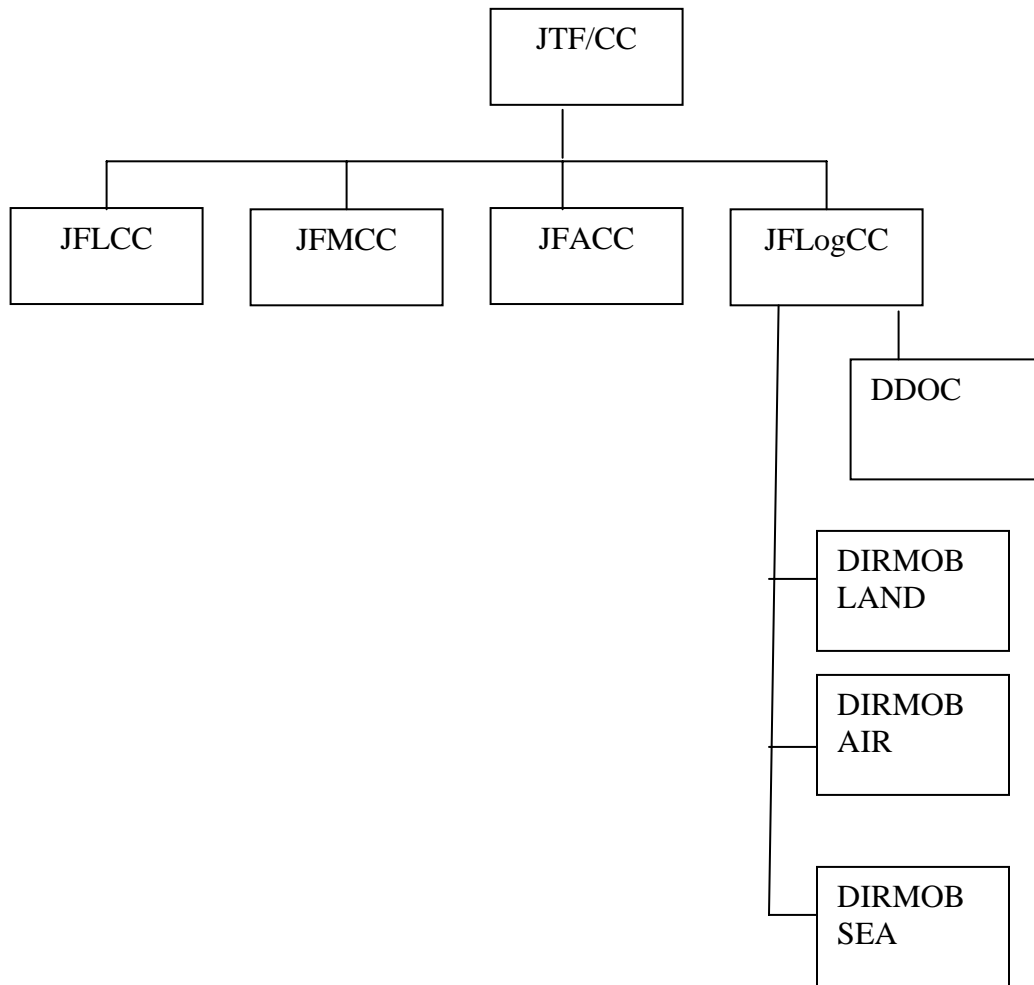 JTF/CC
JFLCC
JFMCC
JFACC
JFLogCC
DDOC
DIRMOB
LAND
DIRMOB
AIR
DIRMOB
SEA